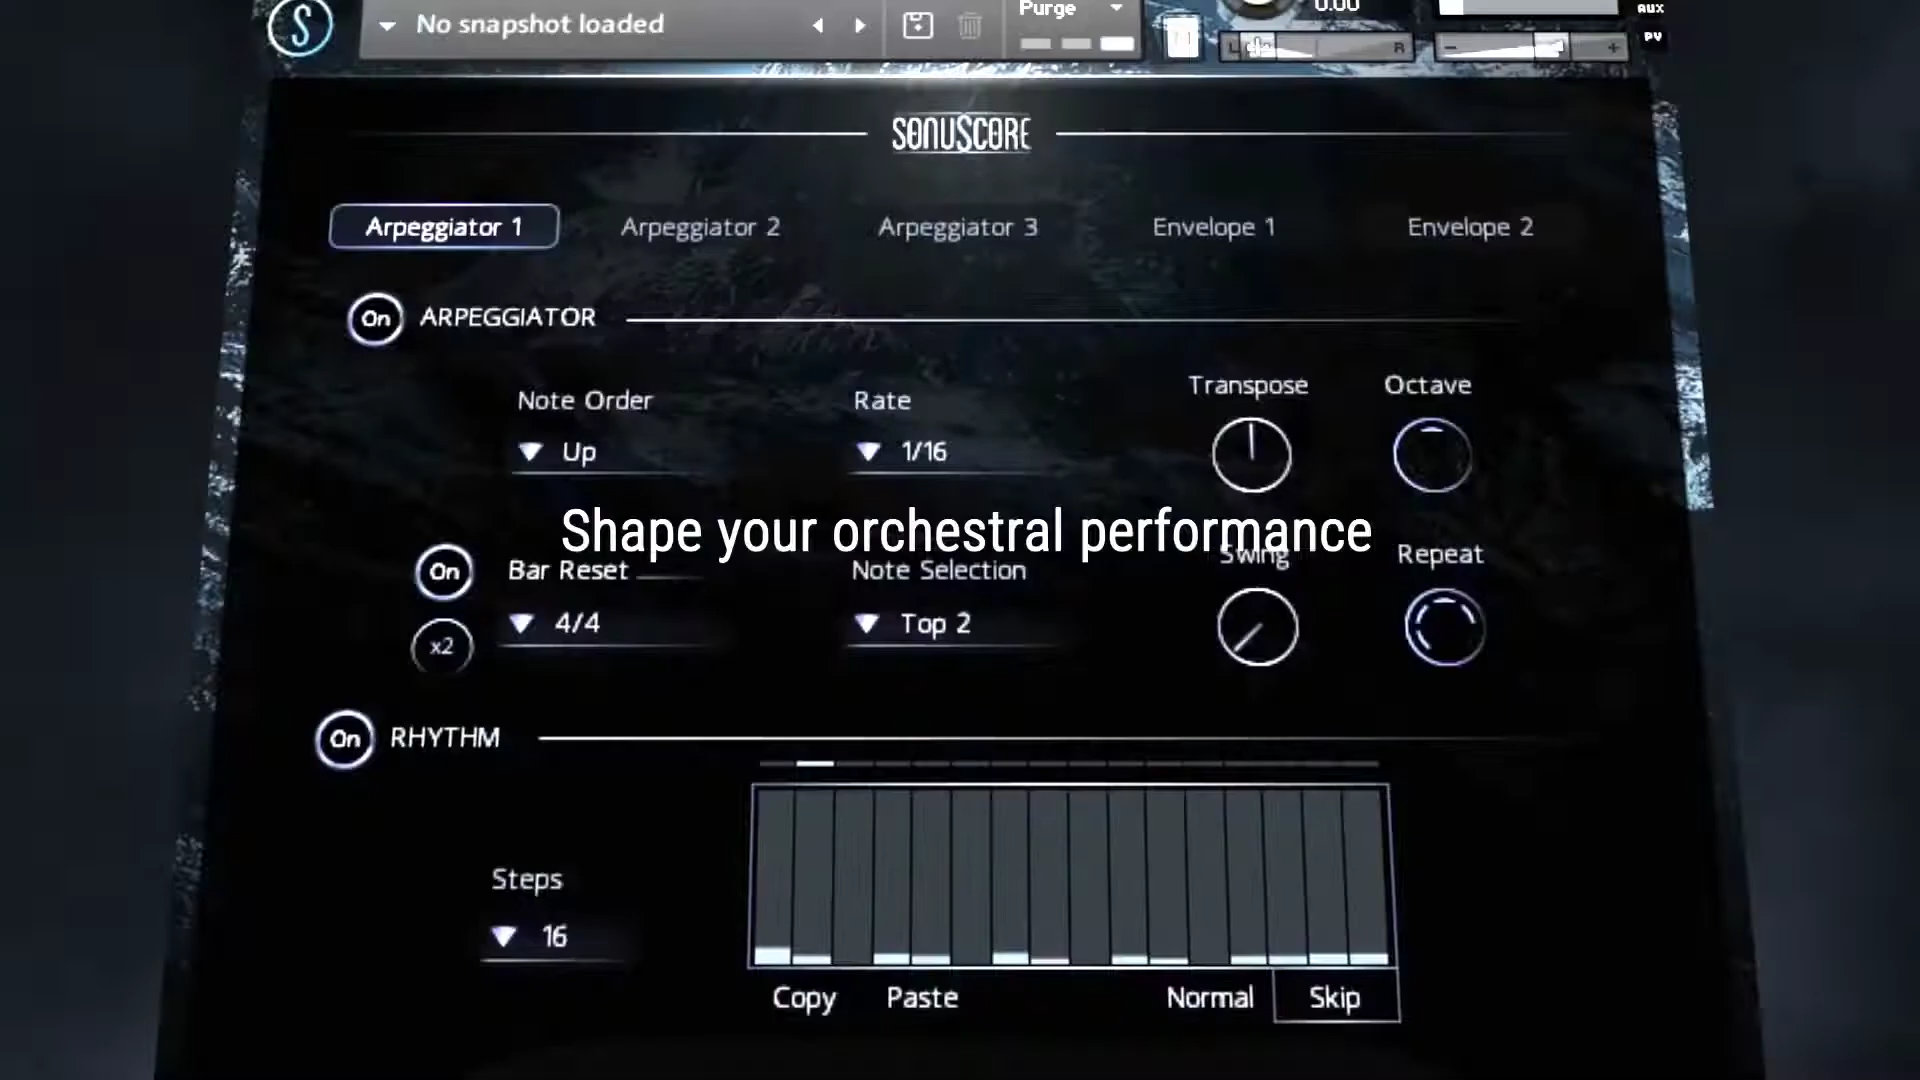 S
No snapshot loaded
Purge
0.00
L
R
-
+
AUX
PV
SONUSCORE
Arpeggiator 1
Arpeggiator 2
Arpeggiator 3
Envelope 1
Envelope 2
On
ARPEGGIATOR
Note Order
Up
Rate
1/16
Transpose
Octave
Shape your orchestral performance
On
Bar Reset
x2
4/4
Note Selection
Top 2
Swing
Repeat
On
RHYTHM
Steps
16
Copy
Paste
Normal
Skip